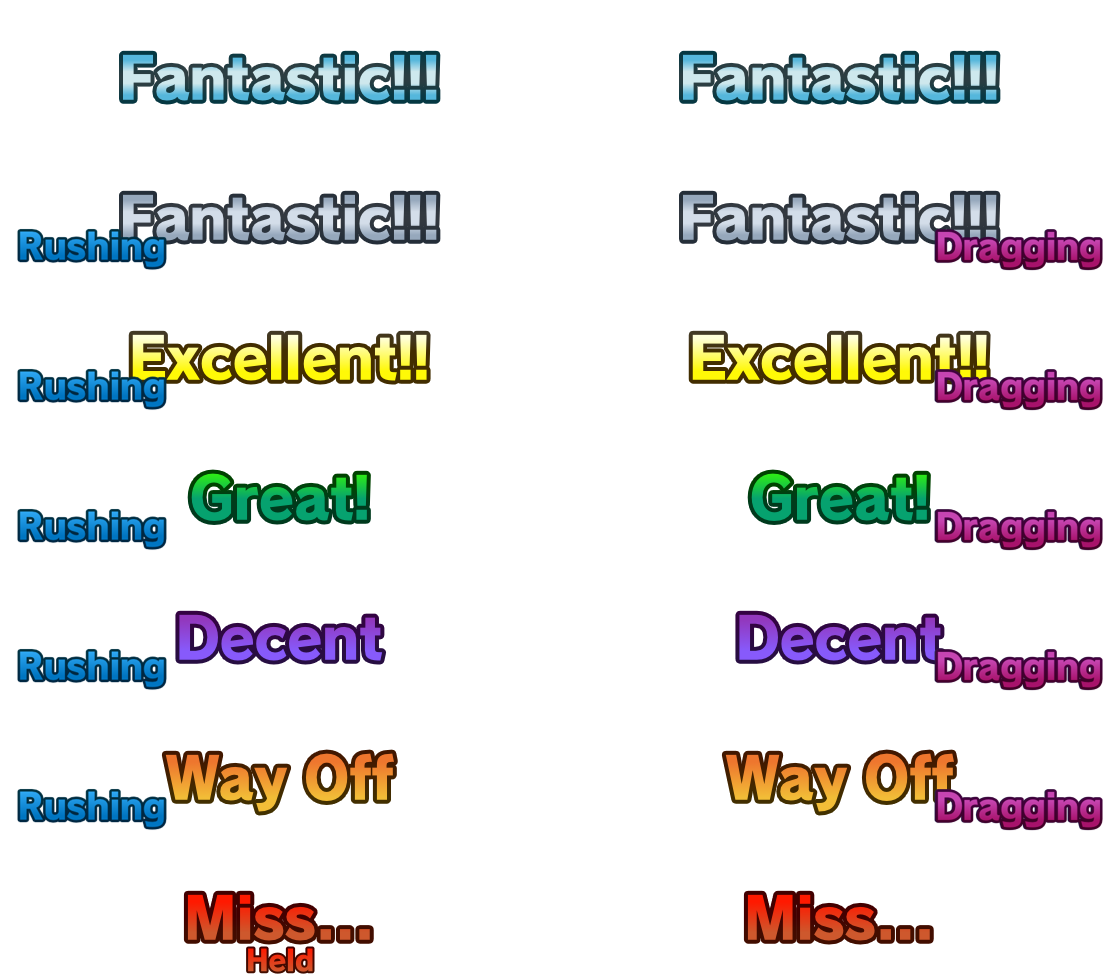 Fantastic!!! Fantastic!!!
Fantastic!!! Fantastic!!!
Rushing Dragging
Excellent!! Excellent!!
Rushing Dragging
Great! Great!
Rushing Dragging
Decent Decent
Rushing Dragging
Way Off Way Off
Rushing Dragging
Miss... Miss...
Held